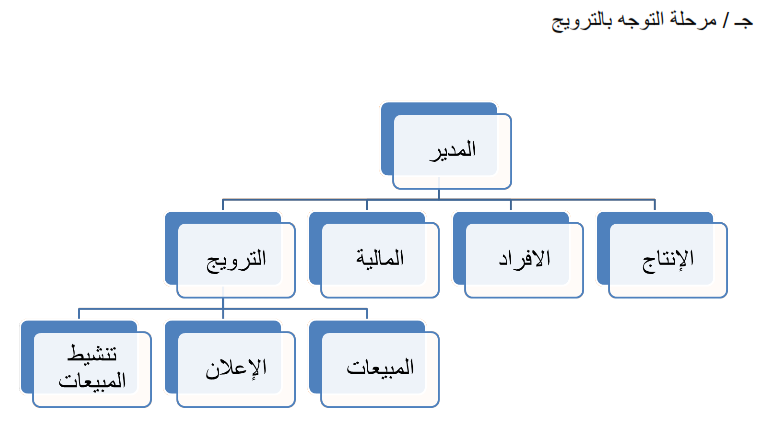 جـ / مرحلة التوجه بالترويج
المدير
الإنتاج
الافراد
المالية
الترويج
المبيعات
الإعلان
تنشيط
المبيعات